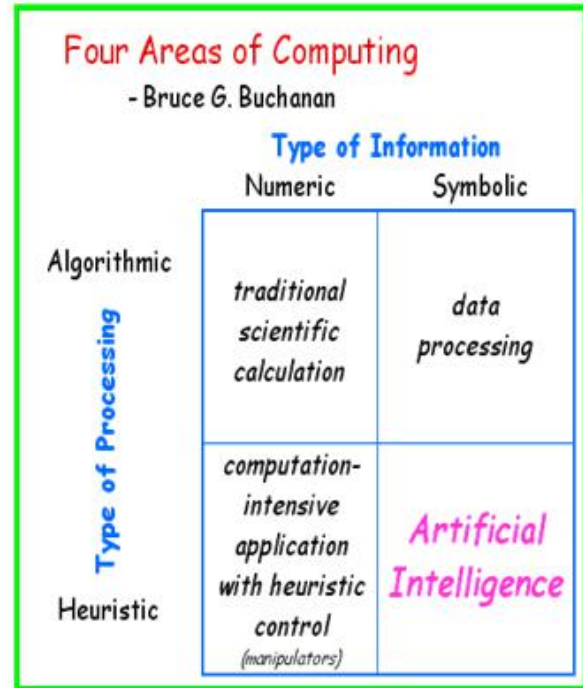 Four Areas of Computing
- Bruce G. Buchanan
Type of Information
Numeric Symbolic
Algorithmic
Type of Processing
Heuristic
traditional
scientific
calculation
data
processing
computation-
intensive
application
with heuristic
control
(manipulators)
Artificial
Intelligence